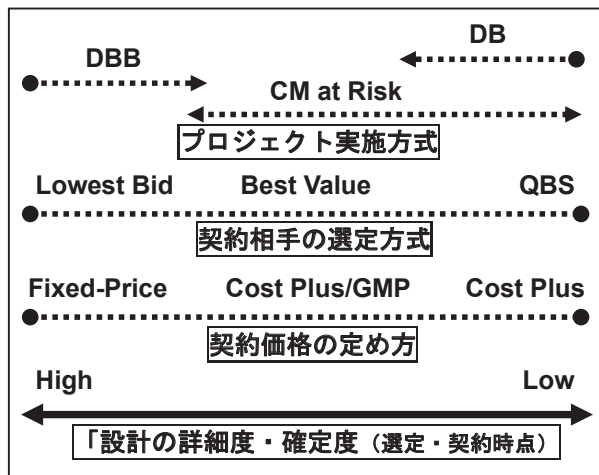 DB
DBB
CM at Risk
プロジェクト実施方式
Lowest Bid Best Value QBS
契約相手の選定方式
Fixed-Price Cost Plus/GMP Cost Plus
契約価格の定め方
High Low
「設計の詳細度・確定度（選定・契約時点）